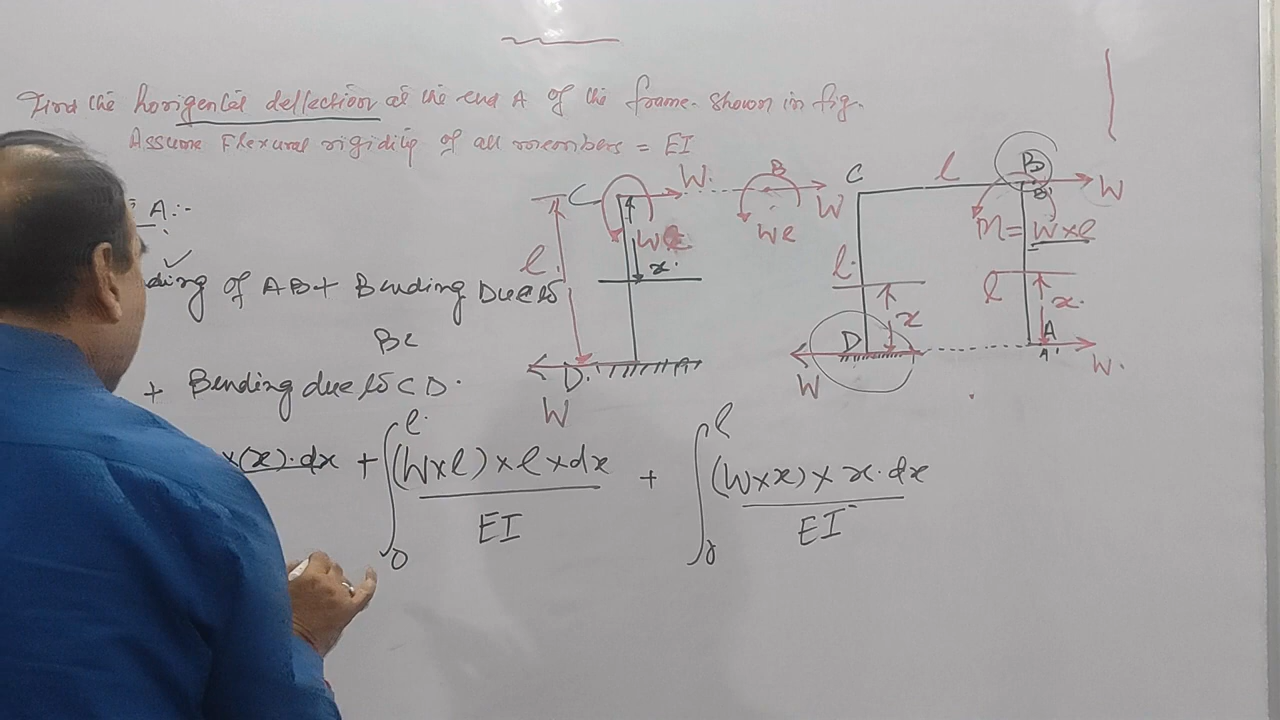 Find the horizental deflection at the end A of the frame. Shown in fig.
Assume Flexural rigidity of all members = EI
A :-
ding of AB + Bending Due to
BC
+ Bending due to CD.
x(x).dx + ∫₀ˡ (W×l)×l×dx / EI + ∫₀ˡ (W×x)×x.dx / EI
C W.
l. Wl
x.
D. A
W
B W
Wl
C l B W
B'
M = W×l
l. l
x x.
D A
A'
W W.